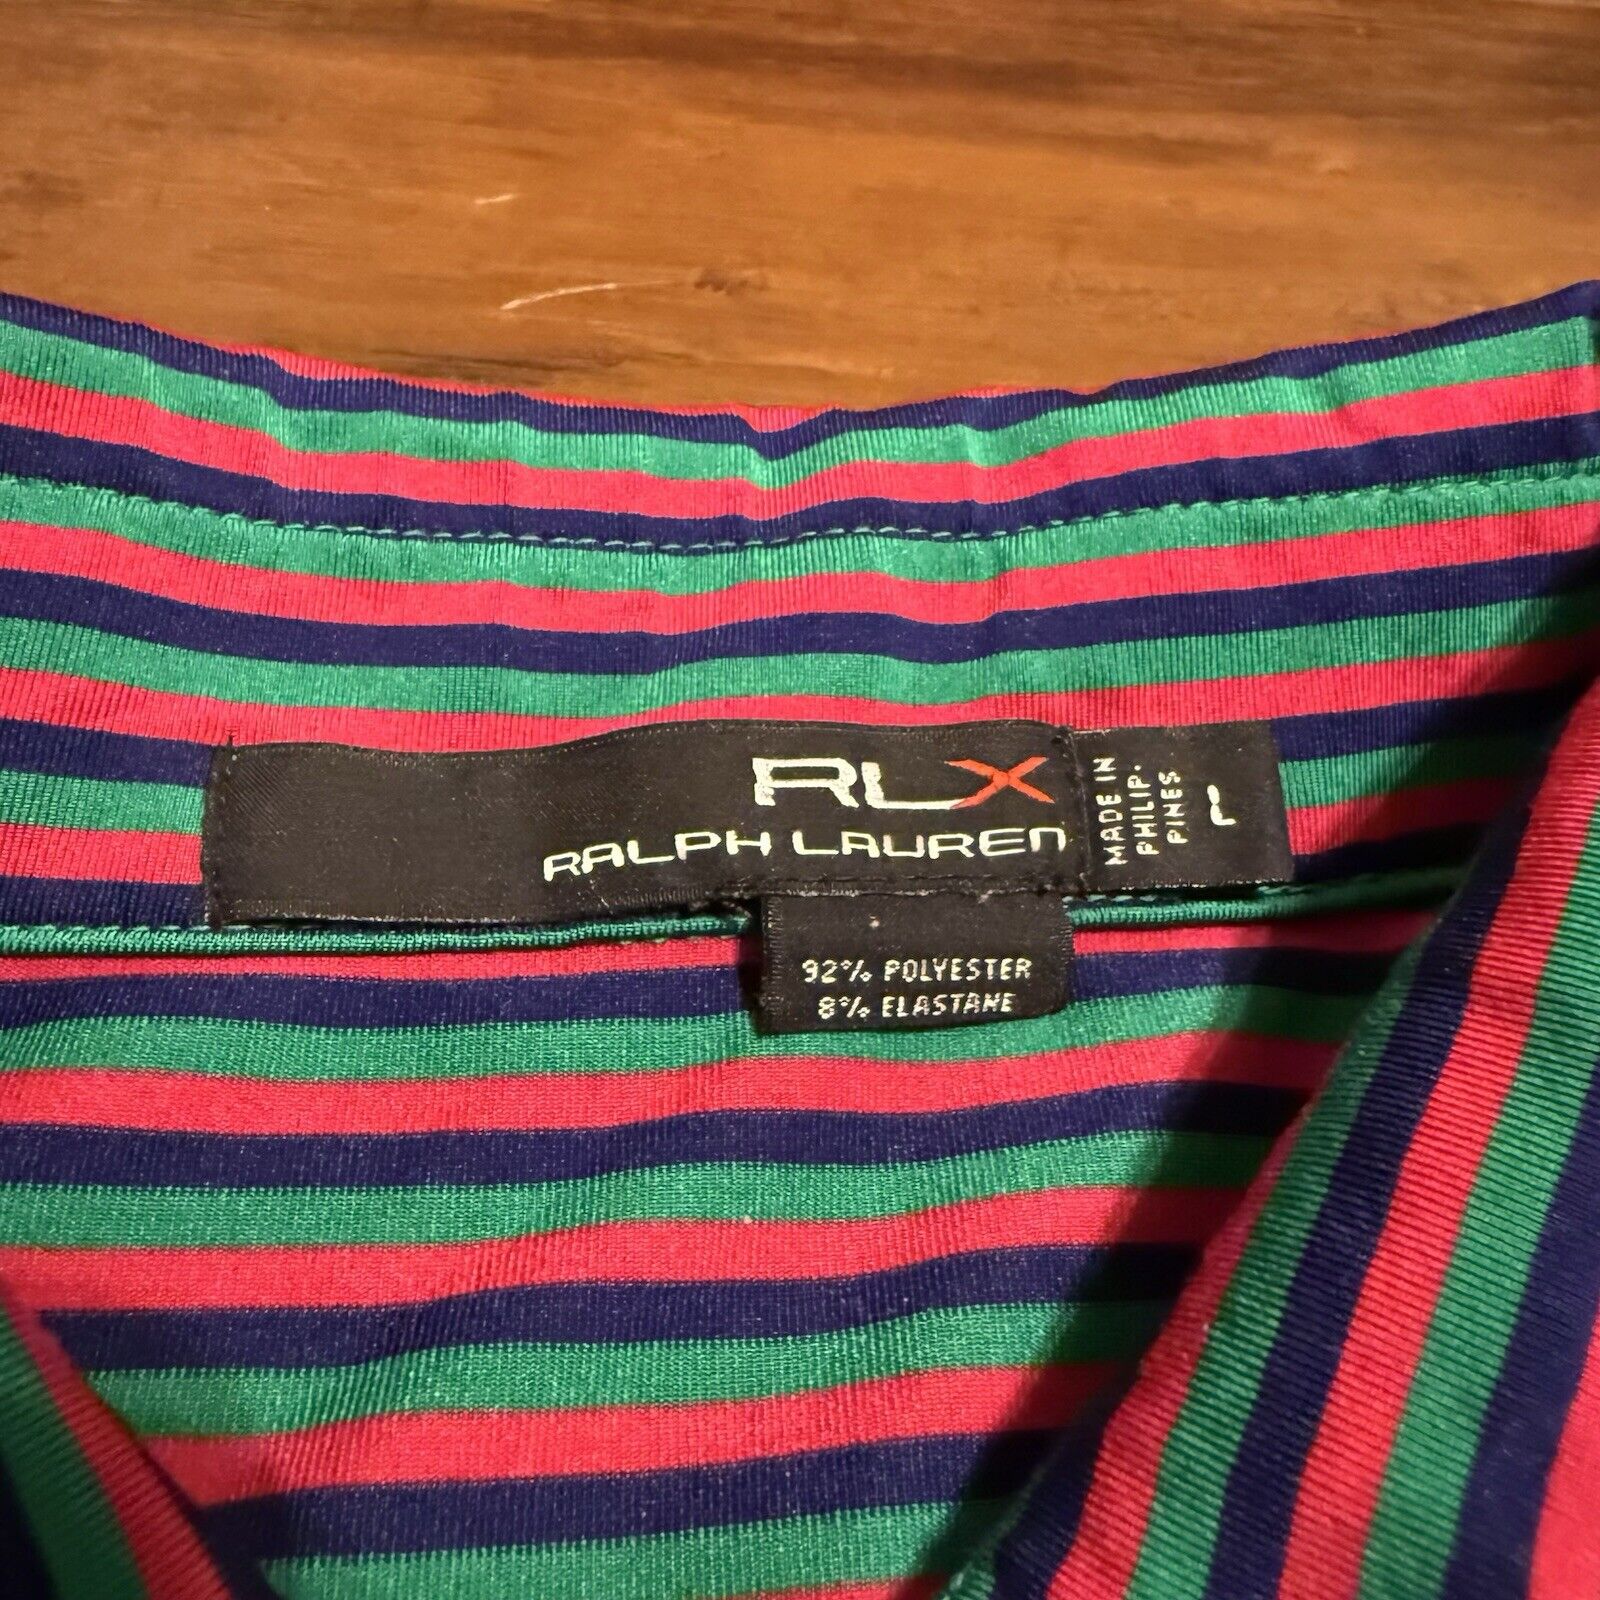 RLX
RALPH LAUREN
MADE IN
PHILIP-
PINES
L
92% POLYESTER
8% ELASTANE